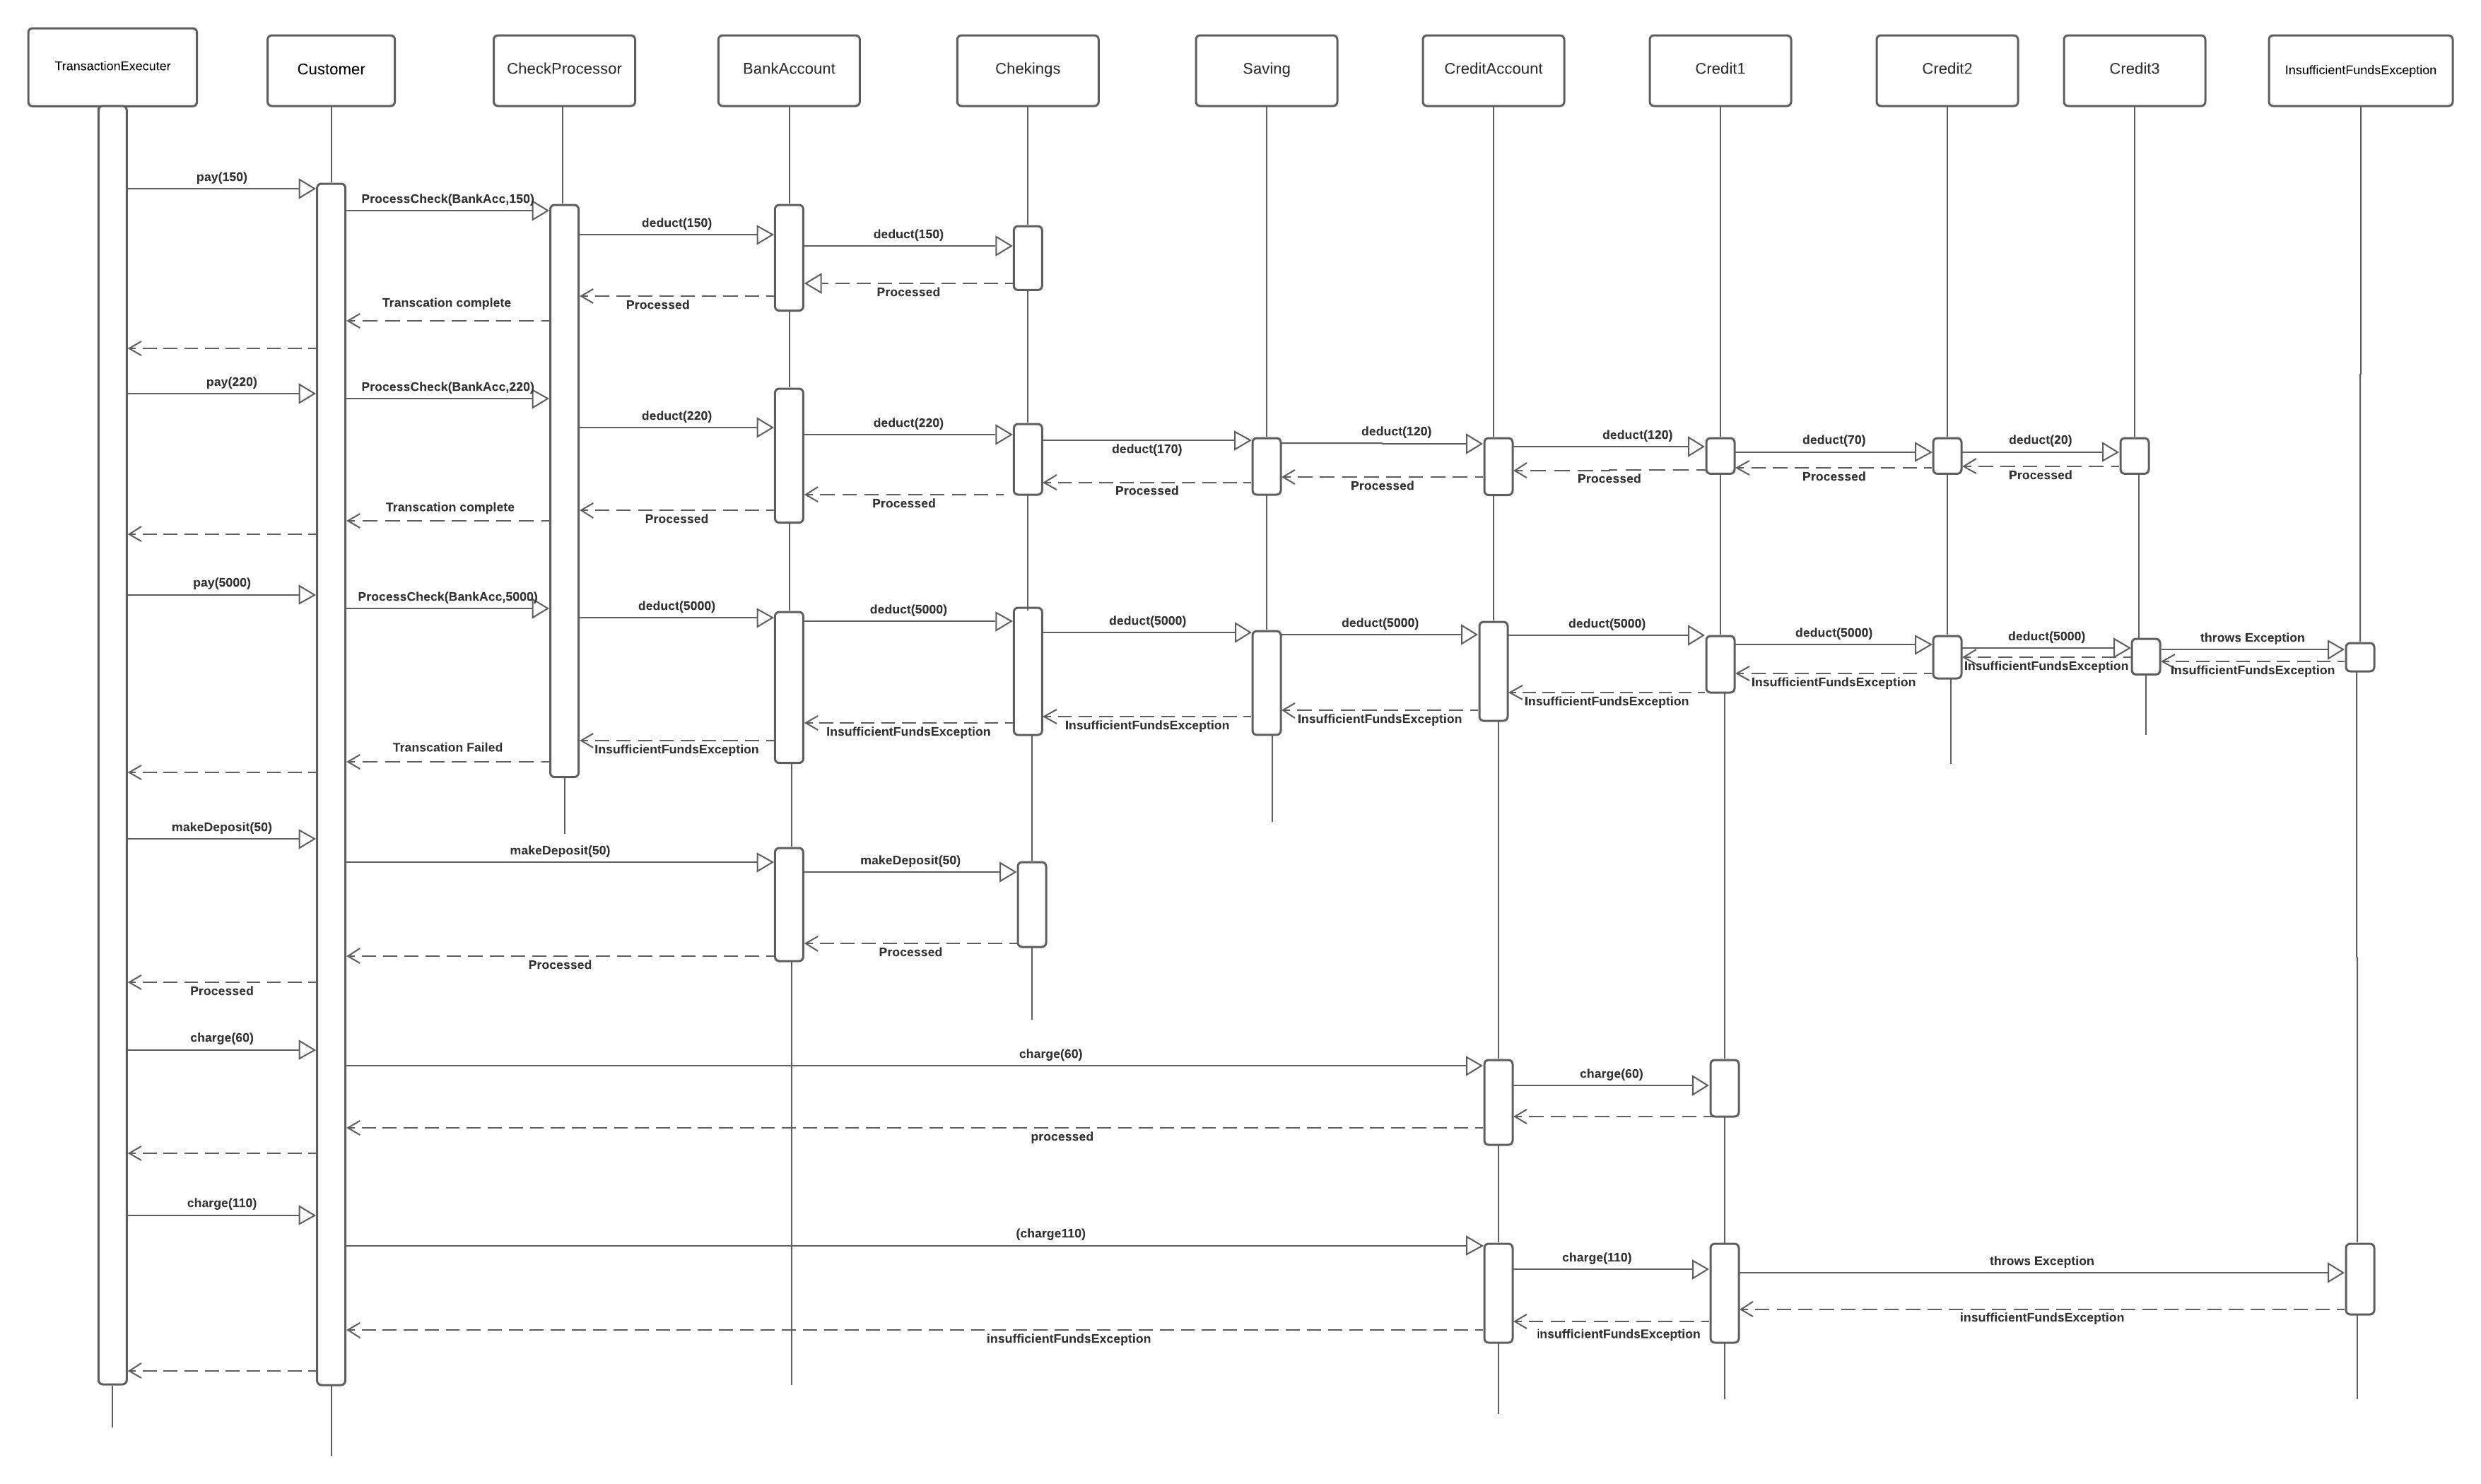 TransactionExecuter
Customer
CheckProcessor
BankAccount
Chekings
Saving
CreditAccount
Credit1
Credit2
Credit3
InsufficientFundsException
pay(150)
ProcessCheck(BankAcc,150)
deduct(150)
deduct(150)
Processed
Processed
Transcation complete
pay(220)
ProcessCheck(BankAcc,220)
deduct(220)
deduct(220)
deduct(170)
deduct(120)
deduct(120)
deduct(70)
deduct(20)
Processed
Processed
Processed
Processed
Processed
Processed
Processed
Transcation complete
pay(5000)
ProcessCheck(BankAcc,5000)
deduct(5000)
deduct(5000)
deduct(5000)
deduct(5000)
deduct(5000)
deduct(5000)
deduct(5000)
throws Exception
InsufficientFundsException
InsufficientFundsException
InsufficientFundsException
InsufficientFundsException
InsufficientFundsException
InsufficientFundsException
InsufficientFundsException
InsufficientFundsException
Transcation Failed
makeDeposit(50)
makeDeposit(50)
makeDeposit(50)
Processed
Processed
Processed
charge(60)
charge(60)
charge(60)
processed
charge(110)
(charge110)
charge(110)
throws Exception
insufficientFundsException
insufficientFundsException
insufficientFundsException